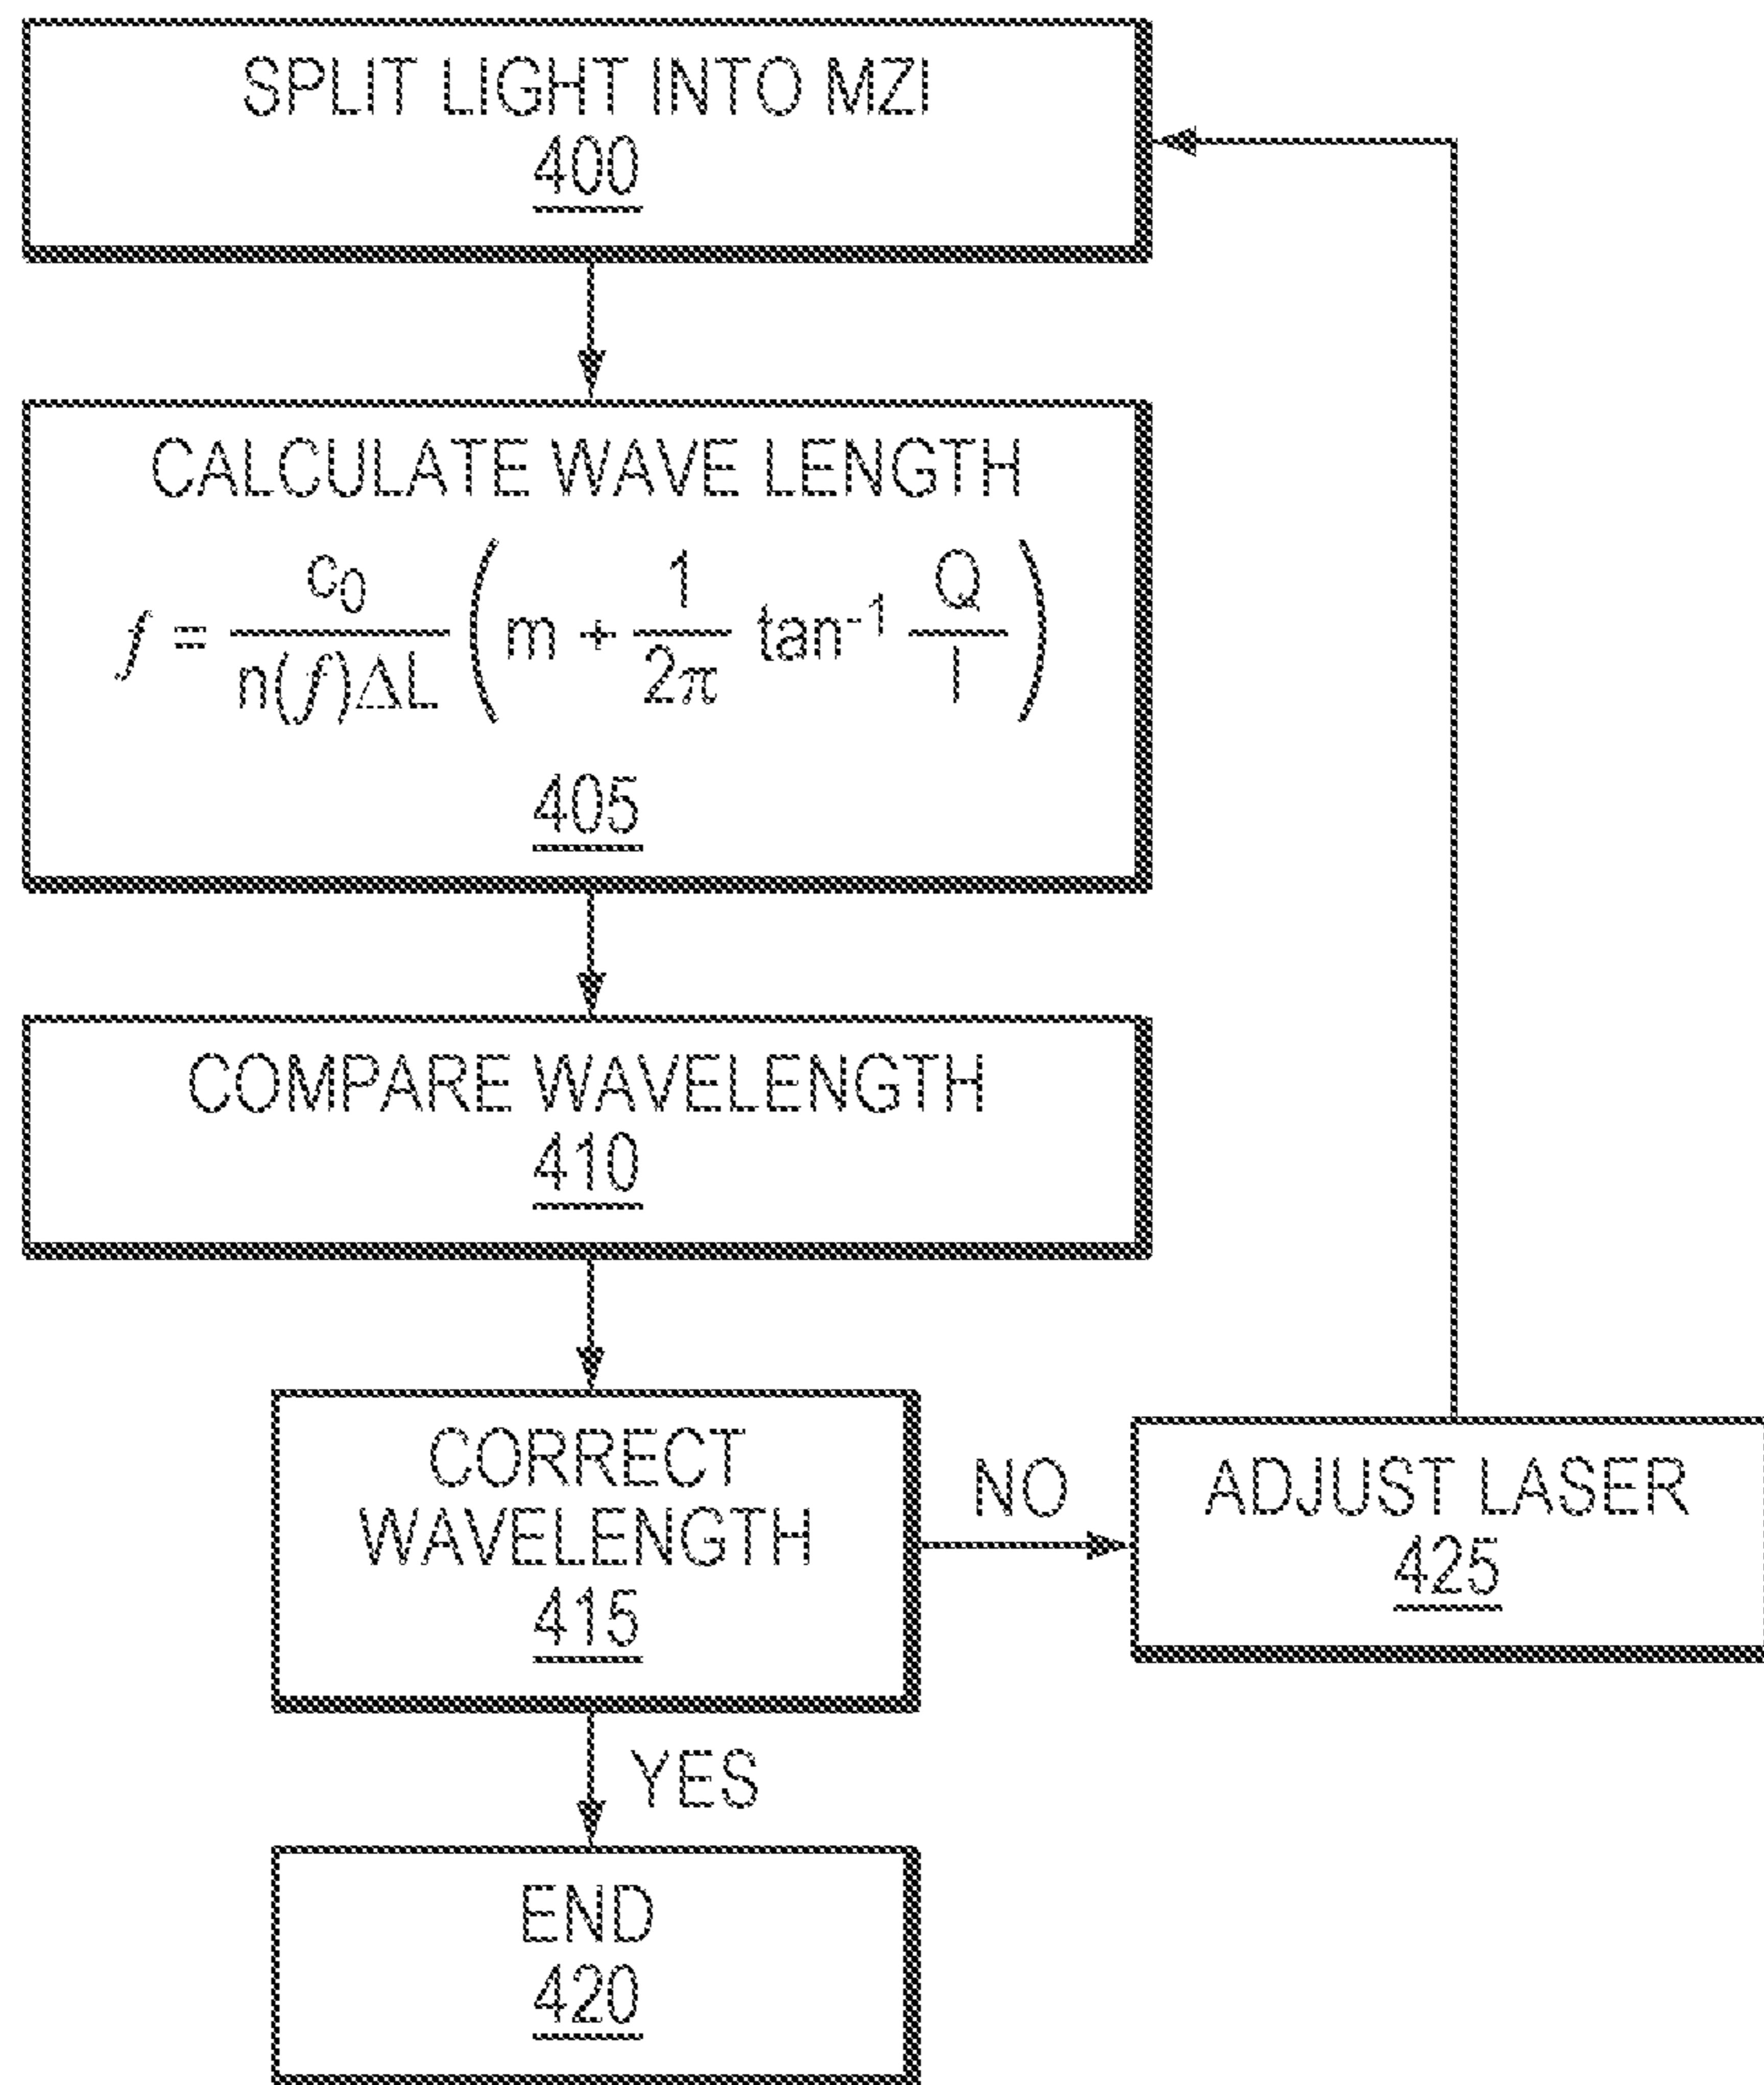 SPLIT LIGHT INTO MZI
400
CALCULATE WAVE LENGTH
f = c₀ / n(f)ΔL ( m + 1 / 2π tan⁻¹ Q / I )
405
COMPARE WAVELENGTH
410
CORRECT
WAVELENGTH
415
NO
ADJUST LASER
425
YES
END
420